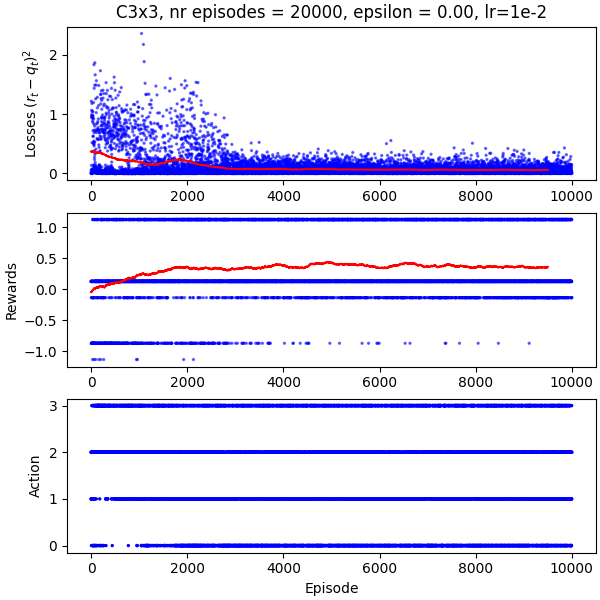 C3x3, nr episodes = 20000, epsilon = 0.00, lr=1e-2
Losses (r_t − q_t)^2
2
1
0
0 2000 4000 6000 8000 10000
Rewards
1.0
0.5
0.0
−0.5
−1.0
0 2000 4000 6000 8000 10000
Action
3
2
1
0
0 2000 4000 6000 8000 10000
Episode